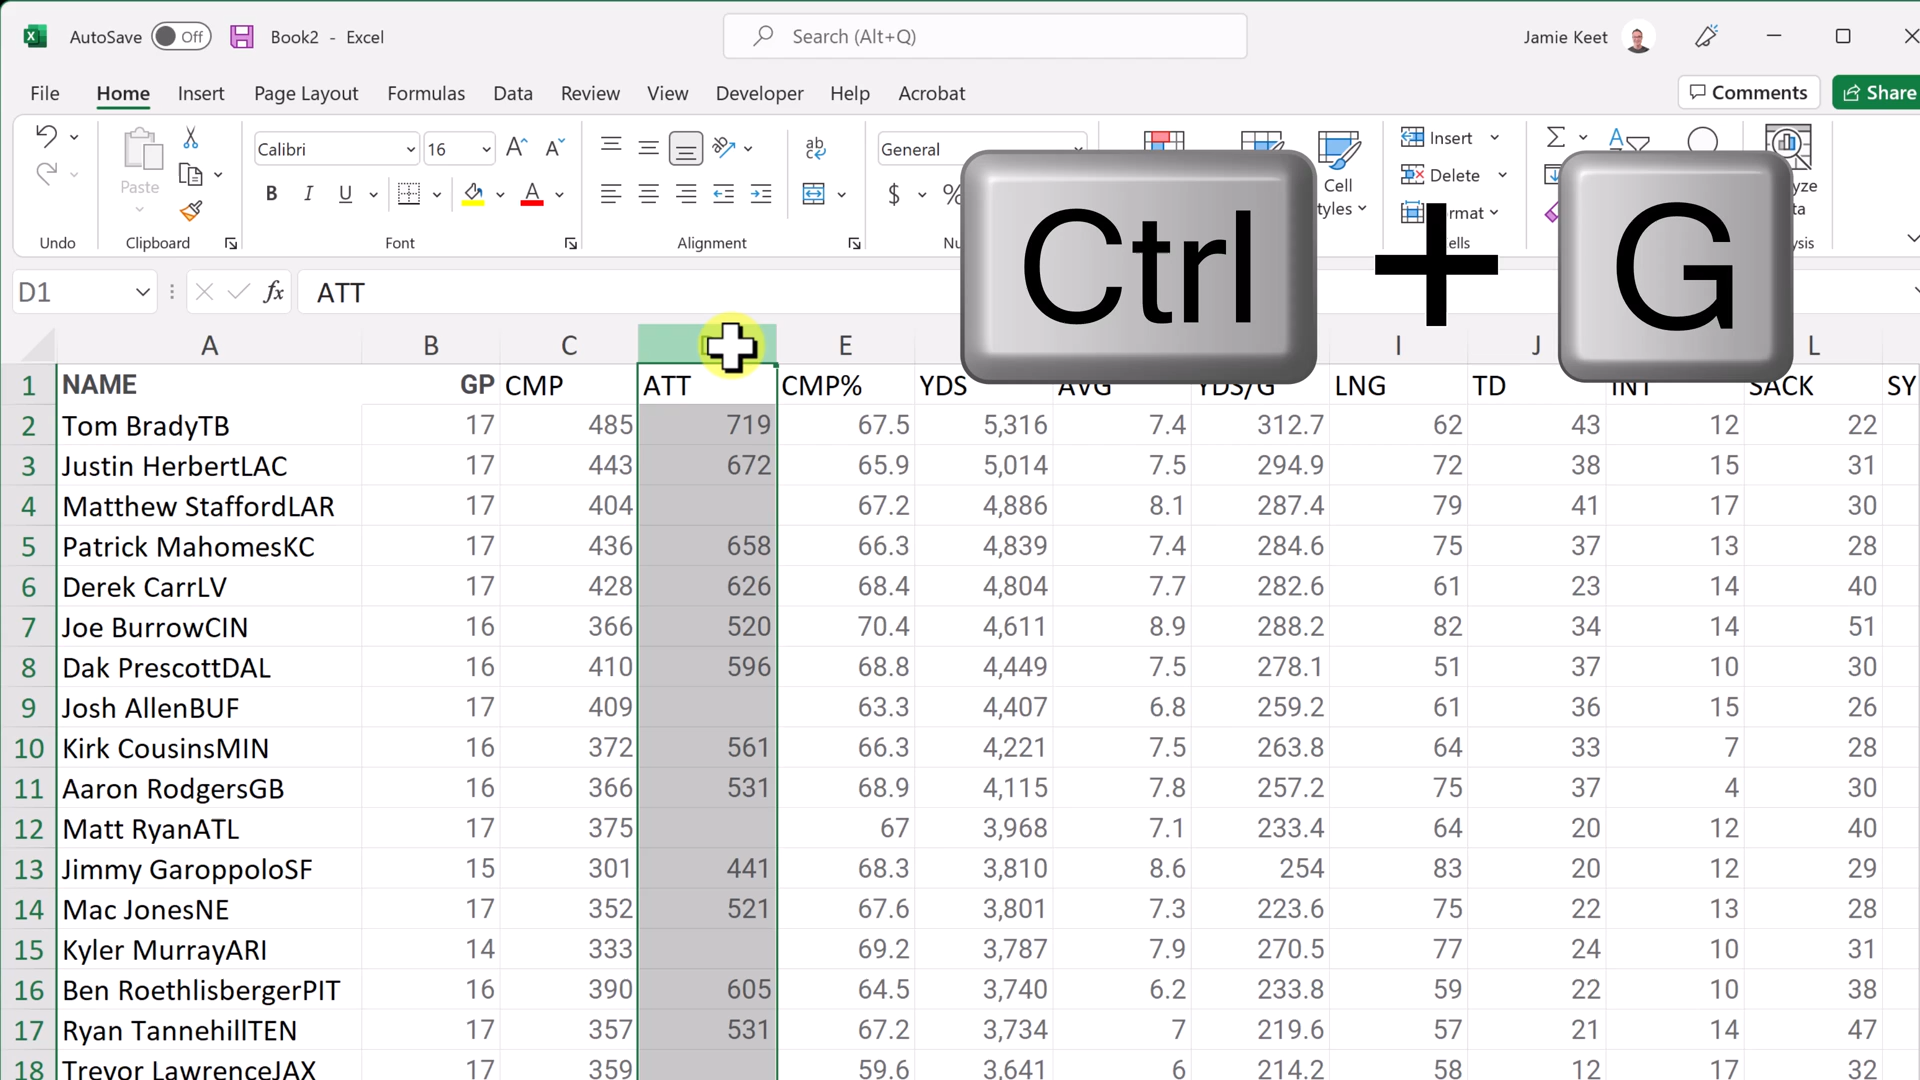 AutoSave Off Book2 - Excel Search (Alt+Q) Jamie Keet
File Home Insert Page Layout Formulas Data Review View Developer Help Acrobat Comments Share
Paste Calibri 16 General Insert
B I U A $ % Cell Delete
Undo Clipboard Font Alignment
Ctrl + G
D1 fx ATT
A B C E I J L
1 NAME GP CMP ATT CMP% YDS AVG YDS/G LNG TD INT SACK SY
2 Tom BradyTB 17 485 719 67.5 5,316 7.4 312.7 62 43 12 22
3 Justin HerbertLAC 17 443 672 65.9 5,014 7.5 294.9 72 38 15 31
4 Matthew StaffordLAR 17 404 67.2 4,886 8.1 287.4 79 41 17 30
5 Patrick MahomesKC 17 436 658 66.3 4,839 7.4 284.6 75 37 13 28
6 Derek CarrLV 17 428 626 68.4 4,804 7.7 282.6 61 23 14 40
7 Joe BurrowCIN 16 366 520 70.4 4,611 8.9 288.2 82 34 14 51
8 Dak PrescottDAL 16 410 596 68.8 4,449 7.5 278.1 51 37 10 30
9 Josh AllenBUF 17 409 63.3 4,407 6.8 259.2 61 36 15 26
10 Kirk CousinsMIN 16 372 561 66.3 4,221 7.5 263.8 64 33 7 28
11 Aaron RodgersGB 16 366 531 68.9 4,115 7.8 257.2 75 37 4 30
12 Matt RyanATL 17 375 67 3,968 7.1 233.4 64 20 12 40
13 Jimmy GaroppoloSF 15 301 441 68.3 3,810 8.6 254 83 20 12 29
14 Mac JonesNE 17 352 521 67.6 3,801 7.3 223.6 75 22 13 28
15 Kyler MurrayARI 14 333 69.2 3,787 7.9 270.5 77 24 10 31
16 Ben RoethlisbergerPIT 16 390 605 64.5 3,740 6.2 233.8 59 22 10 38
17 Ryan TannehillTEN 17 357 531 67.2 3,734 7 219.6 57 21 14 47
18 Trevor LawrenceJAX 17 359 59.6 3,641 6 214.2 58 12 17 32